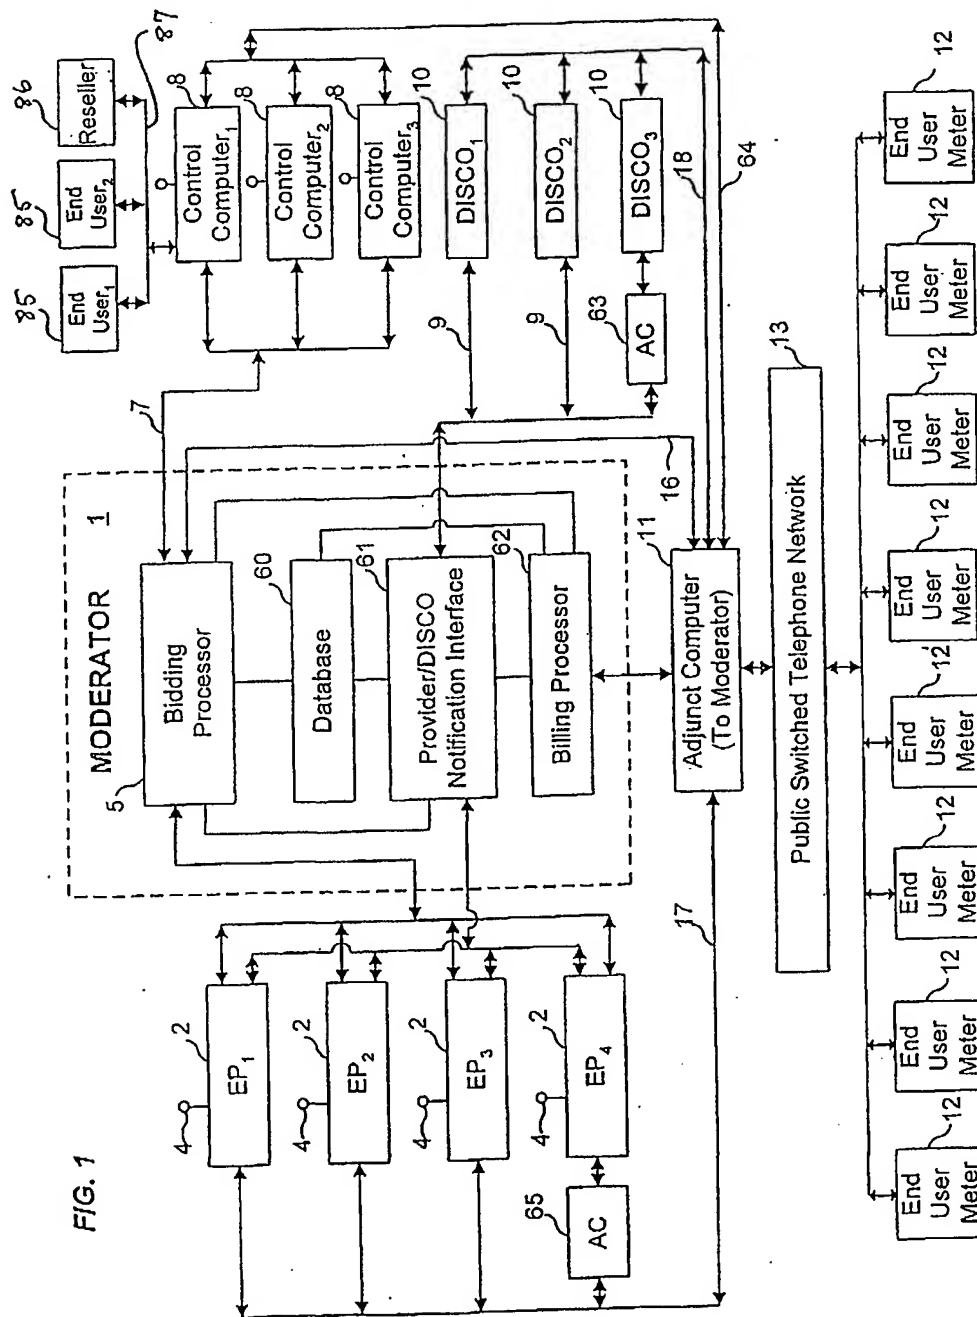 FIG. 1
MODERATOR 1
5
Bidding
Processor
60
Database
61
Provider/DISCO
Notification Interface
62
Billing Processor
4
2
EP1
4
2
EP2
4
2
EP3
4
2
EP4
65
AC
17
7
16
85
End
User1
85
End
User2
86
Reseller
87
8
Control
Computer1
8
Control
Computer2
8
Control
Computer3
9
10
DISCO1
9
10
DISCO2
63
AC
10
DISCO3
18
64
11
Adjunct Computer
(To Moderator)
13
Public Switched Telephone Network
12
End
User
Meter
12
End
User
Meter
12
End
User
Meter
12
End
User
Meter
12
End
User
Meter
12
End
User
Meter
12
End
User
Meter
12
End
User
Meter